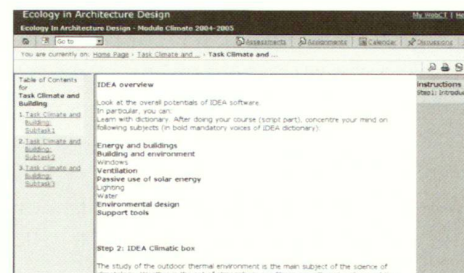 Ecology in Architecture Design
My WebCT | He
Ecology in Architecture Design - Module Climate 2004-2005
Go to
Assessments
Assignments
Calendar
Discussions
You are currently on: Home Page › Task Climate and ... › Task Climate and ...
Table of Contents
for
Task Climate and
Building
1. Task Climate and
Building:
Subtask1
2. Task Climate and
Building:
Subtask2
3. Task Climate and
Building:
Subtask3
IDEA overview
Look at the overall potentials of IDEA software.
In particular, you can:
Learn with dictionary. After doing your course (script part), concentre your mind on
following subjects (in bold mandatory voices of IDEA dictionary):
Energy and buildings
Building and environment
Windows
Ventilation
Passive use of solar energy
Lighting
Water
Environmental design
Support tools
Step 2: IDEA Climatic box
The study of the outdoor thermal environment is the main subject of the science of
Instructions
Step1: Introduc